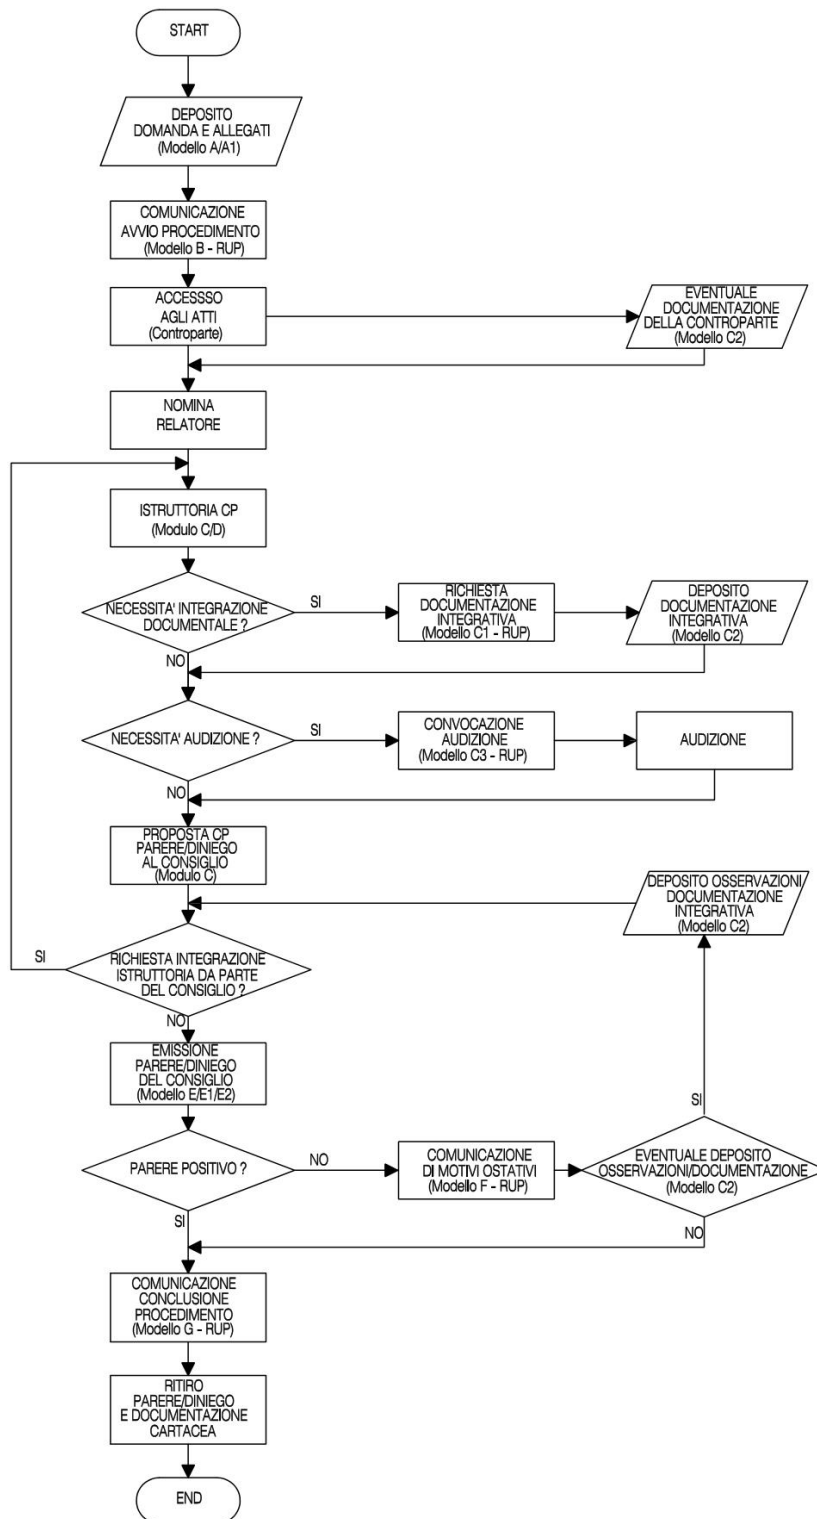 START
DEPOSITO
DOMANDA E ALLEGATI
(Modello A/A1)
COMUNICAZIONE
AVVIO PROCEDIMENTO
(Modello B - RUP)
ACCESSSO
AGLI ATTI
(Controparte)
EVENTUALE
DOCUMENTAZIONE
DELLA CONTROPARTE
(Modello C2)
NOMINA
RELATORE
ISTRUTTORIA CP
(Modulo C/D)
NECESSITA' INTEGRAZIONE
DOCUMENTALE ?
SI
RICHIESTA
DOCUMENTAZIONE
INTEGRATIVA
(Modello C1 - RUP)
DEPOSITO
DOCUMENTAZIONE
INTEGRATIVA
(Modello C2)
NO
NECESSITA' AUDIZIONE ?
SI
CONVOCAZIONE
AUDIZIONE
(Modello C3 - RUP)
AUDIZIONE
NO
PROPOSTA CP
PARERE/DINIEGO
AL CONSIGLIO
(Modulo C)
DEPOSITO OSSERVAZIONI
DOCUMENTAZIONE
INTEGRATIVA
(Modello C2)
SI
RICHIESTA INTEGRAZIONE
ISTRUTTORIA DA PARTE
DEL CONSIGLIO ?
NO
EMISSIONE
PARERE/DINIEGO
DEL CONSIGLIO
(Modello E/E1/E2)
SI
PARERE POSITIVO ?
NO
COMUNICAZIONE
DI MOTIVI OSTATIVI
(Modello F - RUP)
EVENTUALE DEPOSITO
OSSERVAZIONI/DOCUMENTAZIONE
(Modello C2)
SI
NO
COMUNICAZIONE
CONCLUSIONE
PROCEDIMENTO
(Modello G - RUP)
RITIRO
PARERE/DINIEGO
E DOCUMENTAZIONE
CARTACEA
END